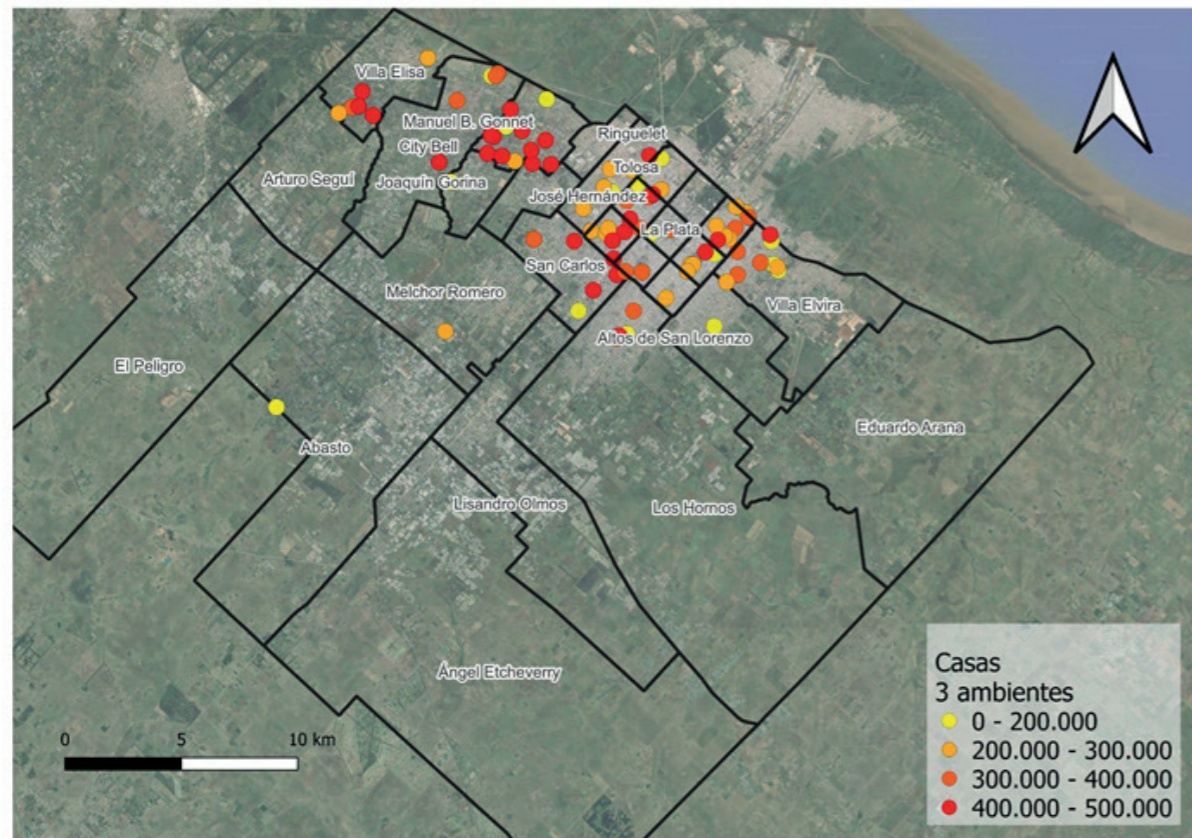 Villa Elisa
Manuel B. Gonnet
Ringuelet
City Bell
Tolosa
Arturo Seguí
Joaquín Gorina
José Hernández
La Plata
San Carlos
Melchor Romero
Villa Elvira
Altos de San Lorenzo
El Peligro
Eduardo Arana
Abasto
Lisandro Olmos
Los Hornos
Ángel Etcheverry
0 5 10 km
Casas
3 ambientes
0 - 200.000
200.000 - 300.000
300.000 - 400.000
400.000 - 500.000